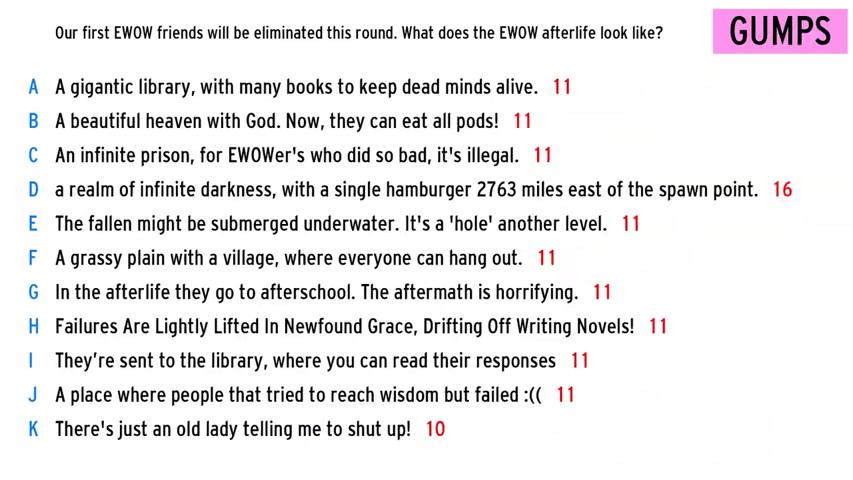 Our first EWOW friends will be eliminated this round. What does the EWOW afterlife look like?
GUMPS
A A gigantic library, with many books to keep dead minds alive. 11
B A beautiful heaven with God. Now, they can eat all pods! 11
C An infinite prison, for EWOWer's who did so bad, it's illegal. 11
D a realm of infinite darkness, with a single hamburger 2763 miles east of the spawn point. 16
E The fallen might be submerged underwater. It's a 'hole' another level. 11
F A grassy plain with a village, where everyone can hang out. 11
G In the afterlife they go to afterschool. The aftermath is horrifying. 11
H Failures Are Lightly Lifted In Newfound Grace, Drifting Off Writing Novels! 11
I They’re sent to the library, where you can read their responses 11
J A place where people that tried to reach wisdom but failed :(( 11
K There's just an old lady telling me to shut up! 10